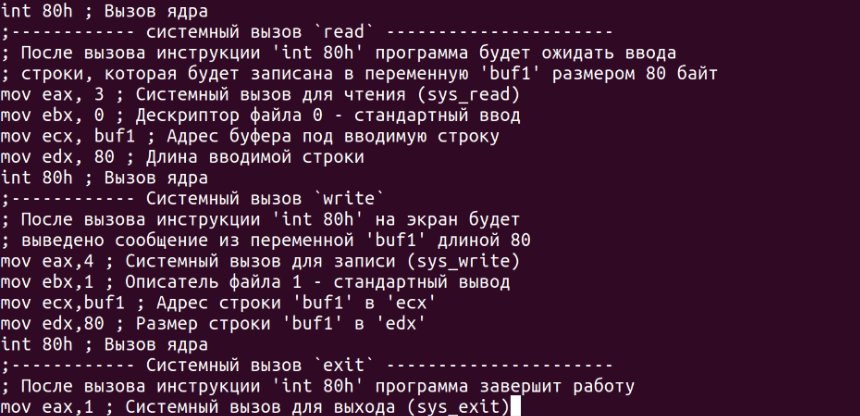 int 80h ; Вызов ядра
;------------ системный вызов `read` ----------------------
; После вызова инструкции 'int 80h' программа будет ожидать ввода
; строки, которая будет записана в переменную 'buf1' размером 80 байт
mov eax, 3 ; Системный вызов для чтения (sys_read)
mov ebx, 0 ; Дескриптор файла 0 - стандартный ввод
mov ecx, buf1 ; Адрес буфера под вводимую строку
mov edx, 80 ; Длина вводимой строки
int 80h ; Вызов ядра
;------------ Системный вызов `write`
; После вызова инструкции 'int 80h' на экран будет
; выведено сообщение из переменной 'buf1' длиной 80
mov eax,4 ; Системный вызов для записи (sys_write)
mov ebx,1 ; Описатель файла 1 - стандартный вывод
mov ecx,buf1 ; Адрес строки 'buf1' в 'ecx'
mov edx,80 ; Размер строки 'buf1' в 'edx'
int 80h ; Вызов ядра
;------------ Системный вызов `exit` ----------------------
; После вызова инструкции 'int 80h' программа завершит работу
mov eax,1 ; Системный вызов для выхода (sys_exit)